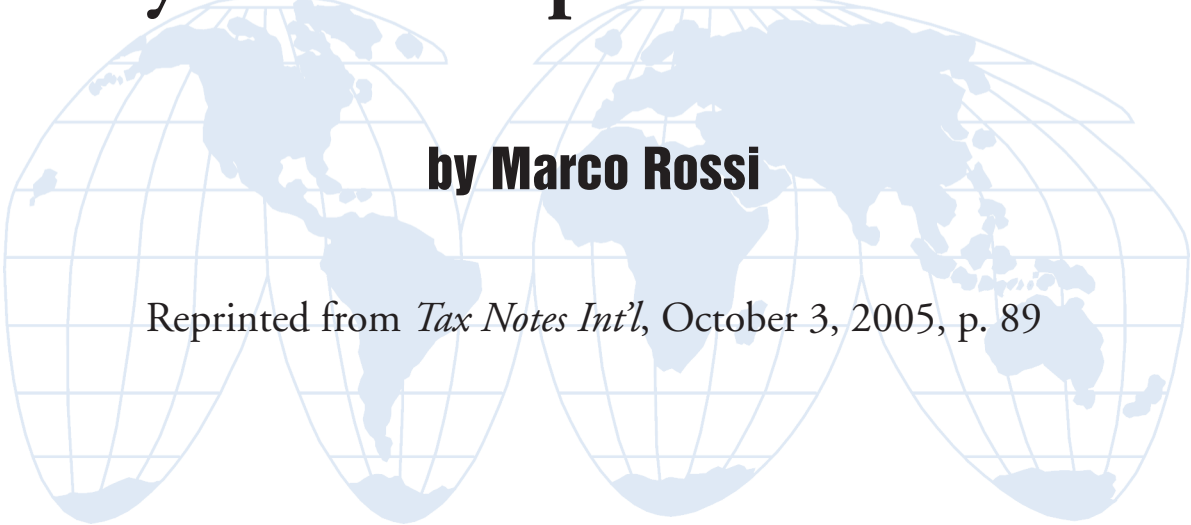 by Marco Rossi
Reprinted from Tax Notes Int'l, October 3, 2005, p. 89